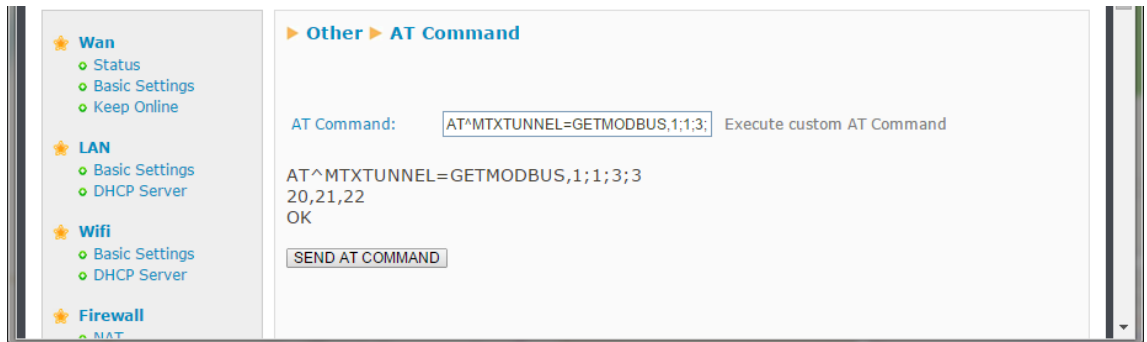 Wan
Status
Basic Settings
Keep Online
LAN
Basic Settings
DHCP Server
Wifi
Basic Settings
DHCP Server
Firewall
NAT
Other AT Command
AT Command: AT^MTXTUNNEL=GETMODBUS,1;1;3; Execute custom AT Command
AT^MTXTUNNEL=GETMODBUS,1;1;3;3
20,21,22
OK
SEND AT COMMAND